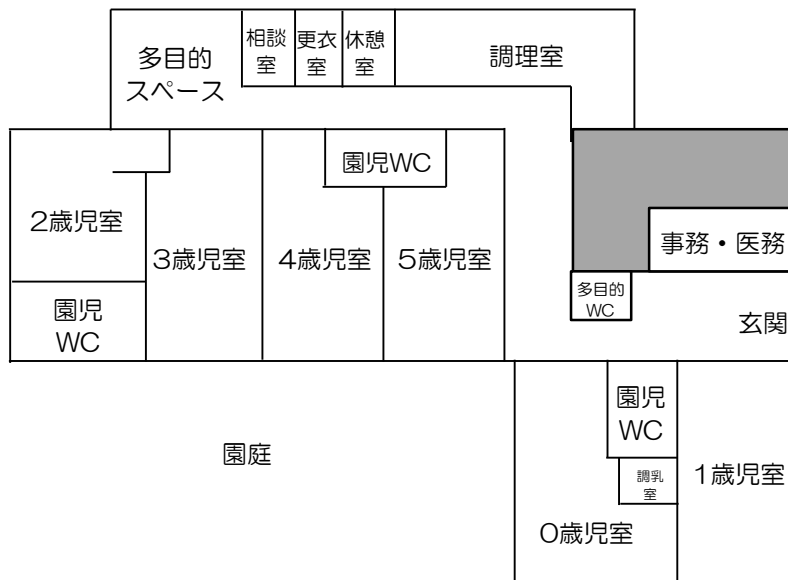 多目的
スペース
相談
室
更衣
室
休憩
室
調理室
園児WC
2歳児室
3歳児室
4歳児室
5歳児室
事務・医務
多目的
WC
園児
WC
玄関
園児
WC
園庭
調乳
室
1歳児室
0歳児室